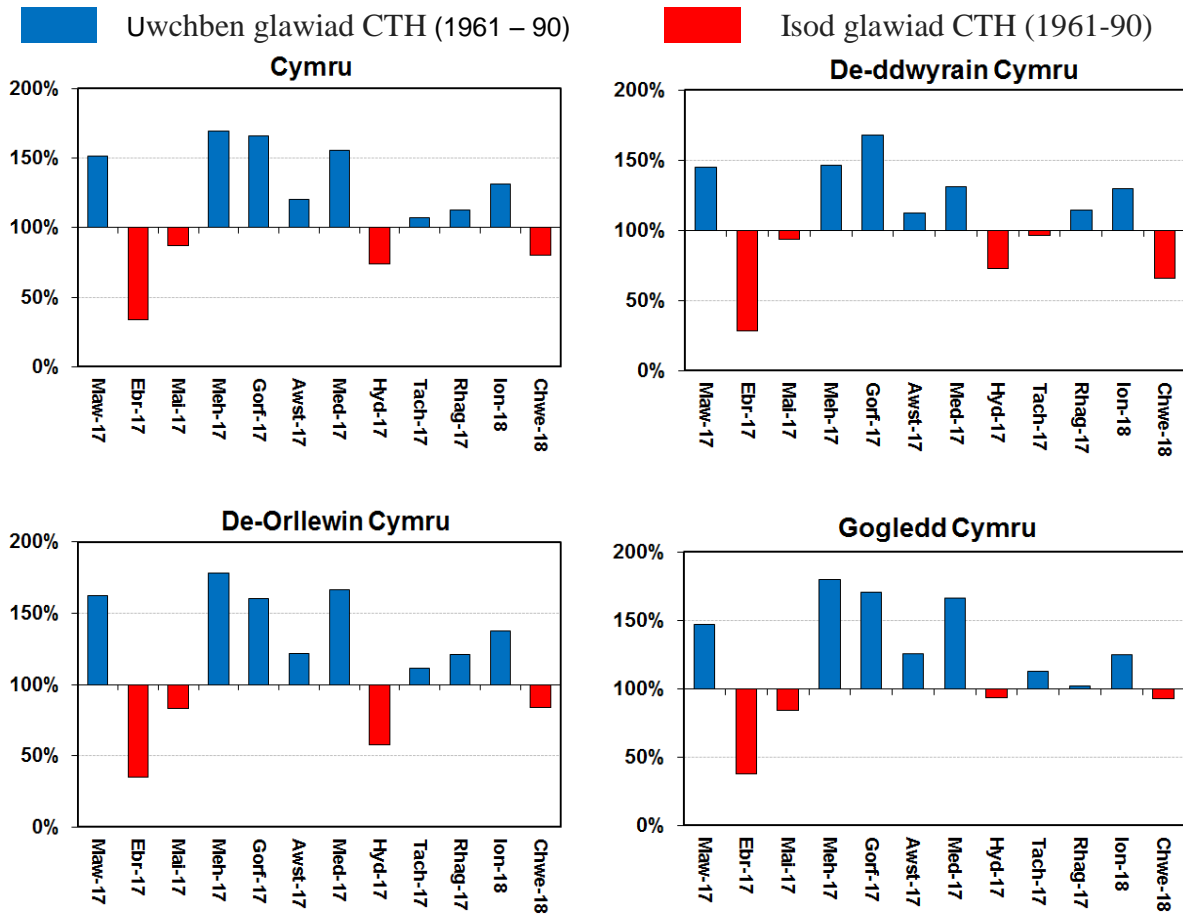 Uwchben glawiad CTH (1961 – 90)
Isod glawiad CTH (1961-90)
Cymru
200%
150%
100%
50%
0%
Maw-17
Ebr-17
Mai-17
Meh-17
Gorf-17
Awst-17
Med-17
Hyd-17
Tach-17
Rhag-17
Ion-18
Chwe-18
De-ddwyrain Cymru
200%
150%
100%
50%
0%
Maw-17
Ebr-17
Mai-17
Meh-17
Gorf-17
Awst-17
Med-17
Hyd-17
Tach-17
Rhag-17
Ion-18
Chwe-18
De-Orllewin Cymru
200%
150%
100%
50%
0%
Maw-17
Ebr-17
Mai-17
Meh-17
Gorf-17
Awst-17
Med-17
Hyd-17
Tach-17
Rhag-17
Ion-18
Chwe-18
Gogledd Cymru
200%
150%
100%
50%
0%
Maw-17
Ebr-17
Mai-17
Meh-17
Gorf-17
Awst-17
Med-17
Hyd-17
Tach-17
Rhag-17
Ion-18
Chwe-18